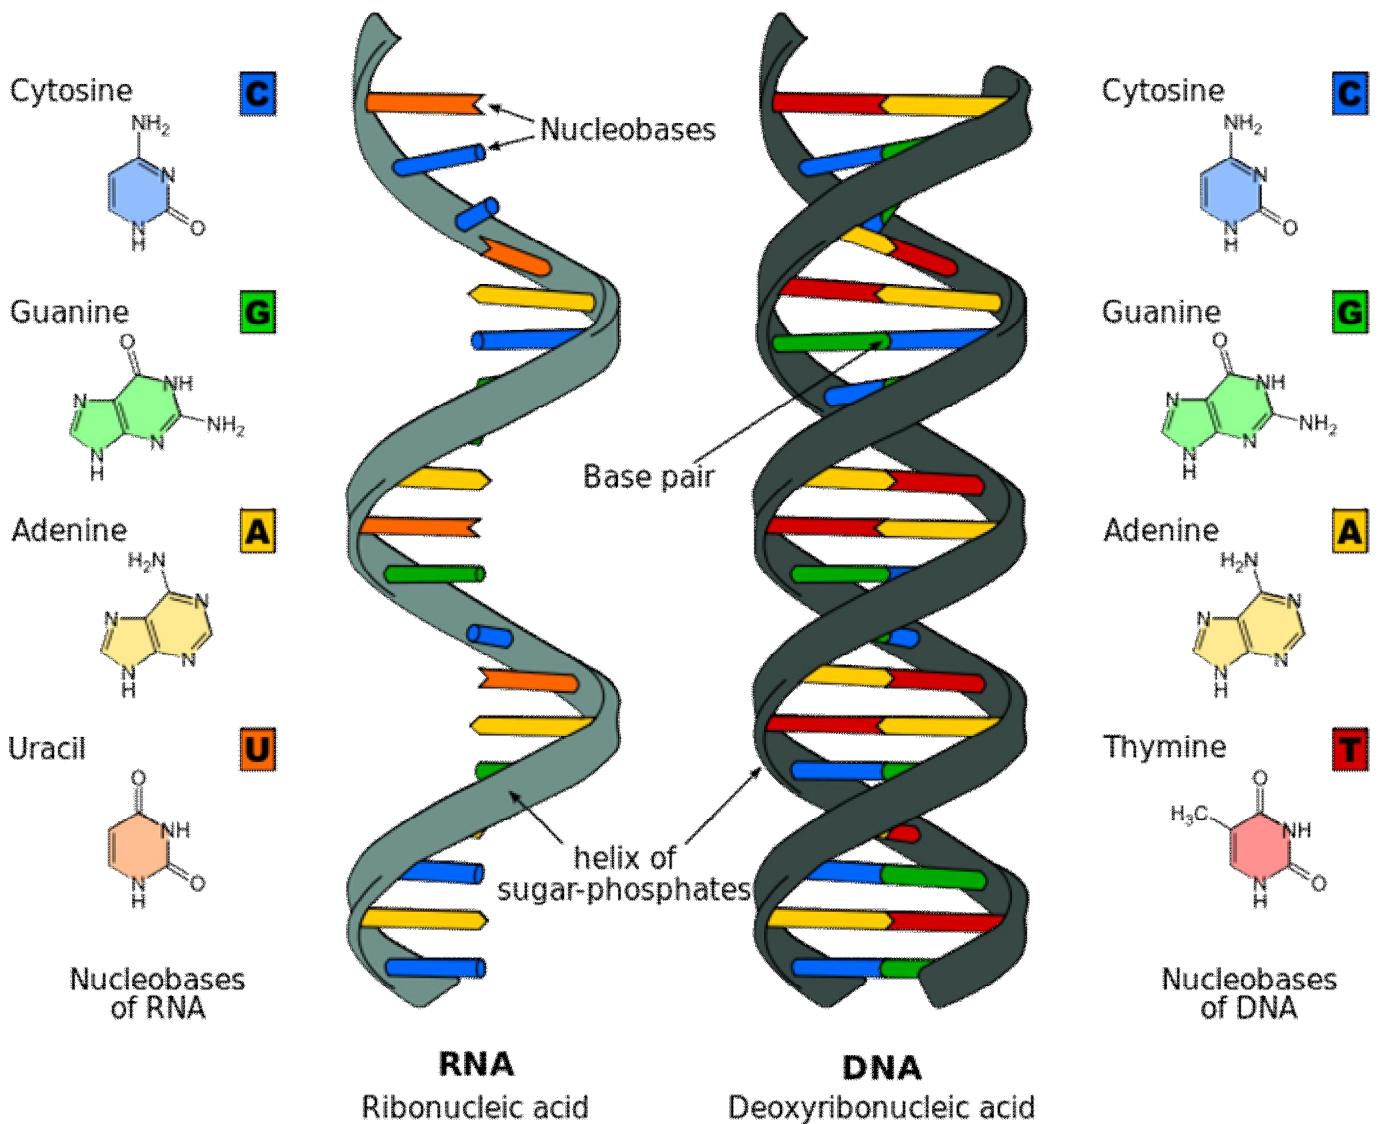 Cytosine
C
NH2
N
N
H
O
Guanine
G
O
N
NH
N
H
N
NH2
Adenine
A
H2N
N
N
N
H
N
Uracil
U
O
NH
N
H
O
Nucleobases
of RNA
Nucleobases
Base pair
helix of
sugar-phosphates
RNA
Ribonucleic acid
DNA
Deoxyribonucleic acid
Cytosine
C
NH2
N
N
H
O
Guanine
G
O
N
NH
N
H
N
NH2
Adenine
A
H2N
N
N
N
H
N
Thymine
T
O
H3C
NH
N
H
O
Nucleobases
of DNA